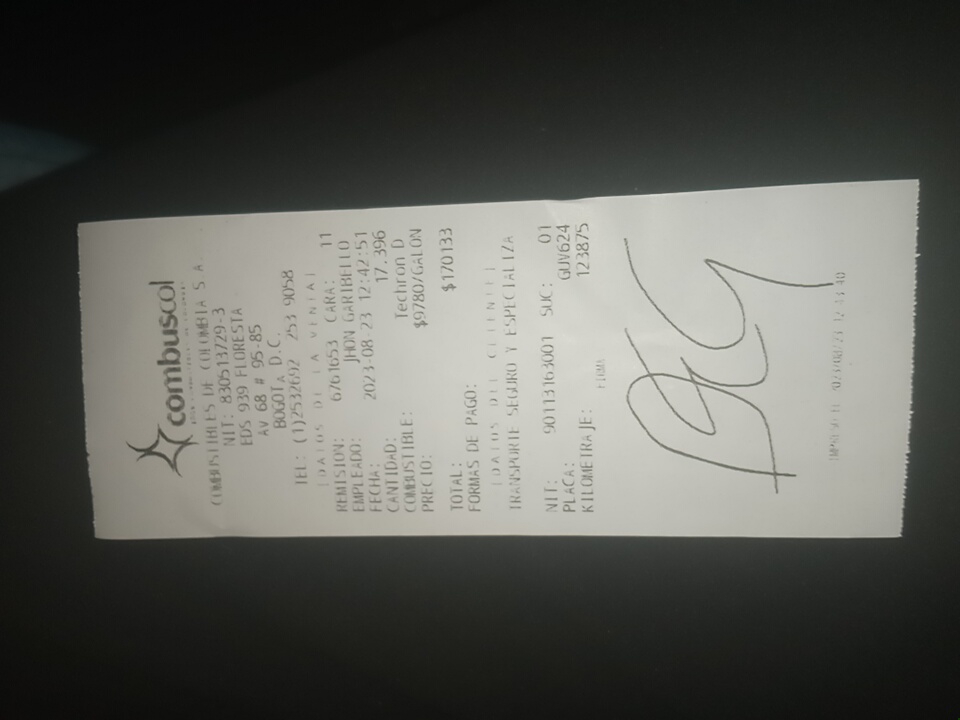 combuscol
COMBUSTIBLES DE COLOMBIA S.A.
NIT: 830513729-3
EDS 939 FLORESTA
AV 68 # 95-85
BOGOTA D.C.
TEL: (1)2532692 253 9058
[DATOS DE LA VENTA]
REMISION: 6761653 CARA: 11
EMPLEADO: JHON GARIBELLO
FECHA: 2023-08-23 12:42:51
CANTIDAD: 17.396
COMBUSTIBLE: Techron D
PRECIO: $9780/GALON
TOTAL: $170133
FORMAS DE PAGO:
[DATOS DEL CLIENTE]
TRANSPORTE SEGURO Y ESPECIALIZA
NIT: 90113163001 SUC: 01
PLACA: GUV624
KILOMETRAJE: 123875
FIRMA